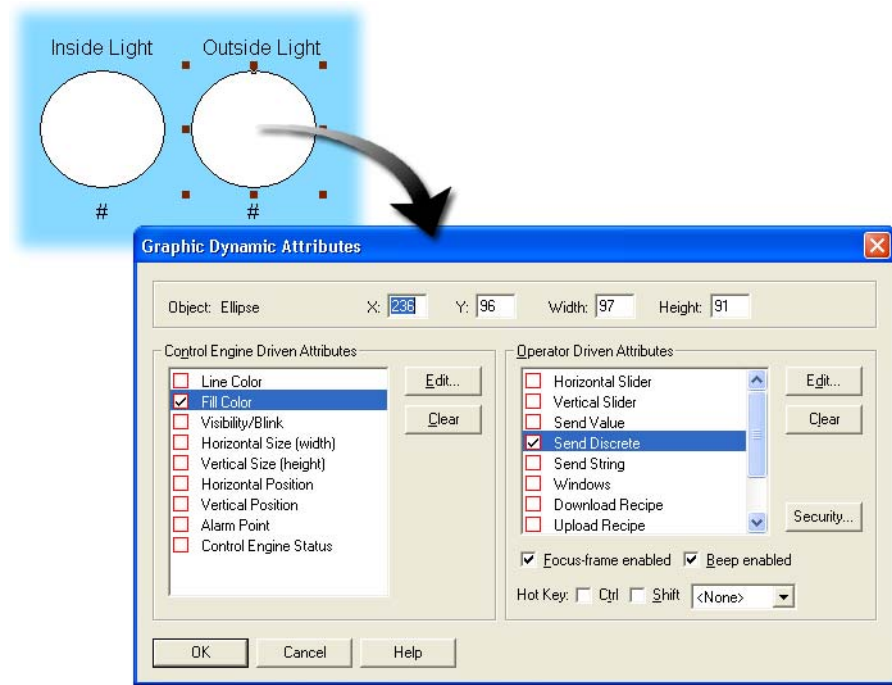 Inside Light Outside Light
# #
Graphic Dynamic Attributes
Object: Ellipse X: 236 Y: 96 Width: 97 Height: 91
Control Engine Driven Attributes
Line Color
Fill Color
Visibility/Blink
Horizontal Size (width)
Vertical Size (height)
Horizontal Position
Vertical Position
Alarm Point
Control Engine Status
Edit...
Clear
Operator Driven Attributes
Horizontal Slider
Vertical Slider
Send Value
Send Discrete
Send String
Windows
Download Recipe
Upload Recipe
Edit...
Clear
Security...
Focus-frame enabled Beep enabled
Hot Key: Ctrl Shift <None>
OK Cancel Help